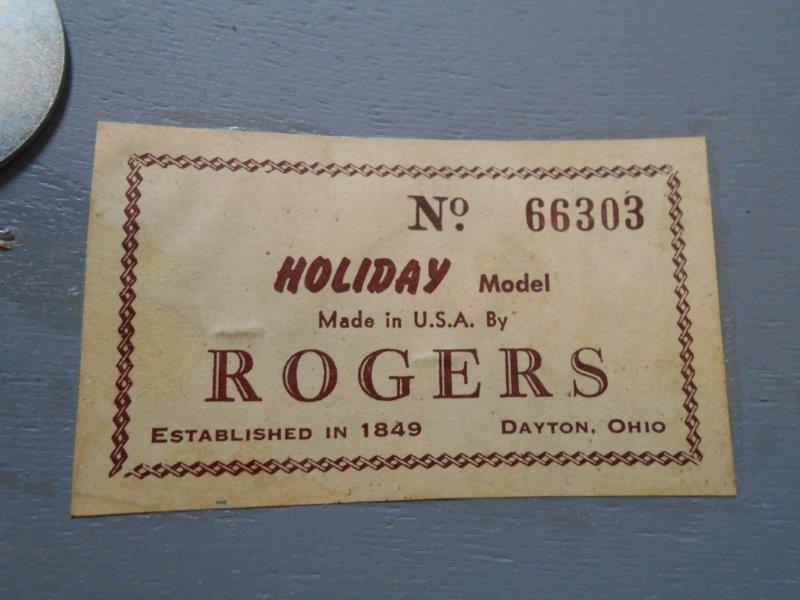 Nº 66303
HOLIDAY Model
Made in U.S.A. By
ROGERS
ESTABLISHED IN 1849 DAYTON, OHIO